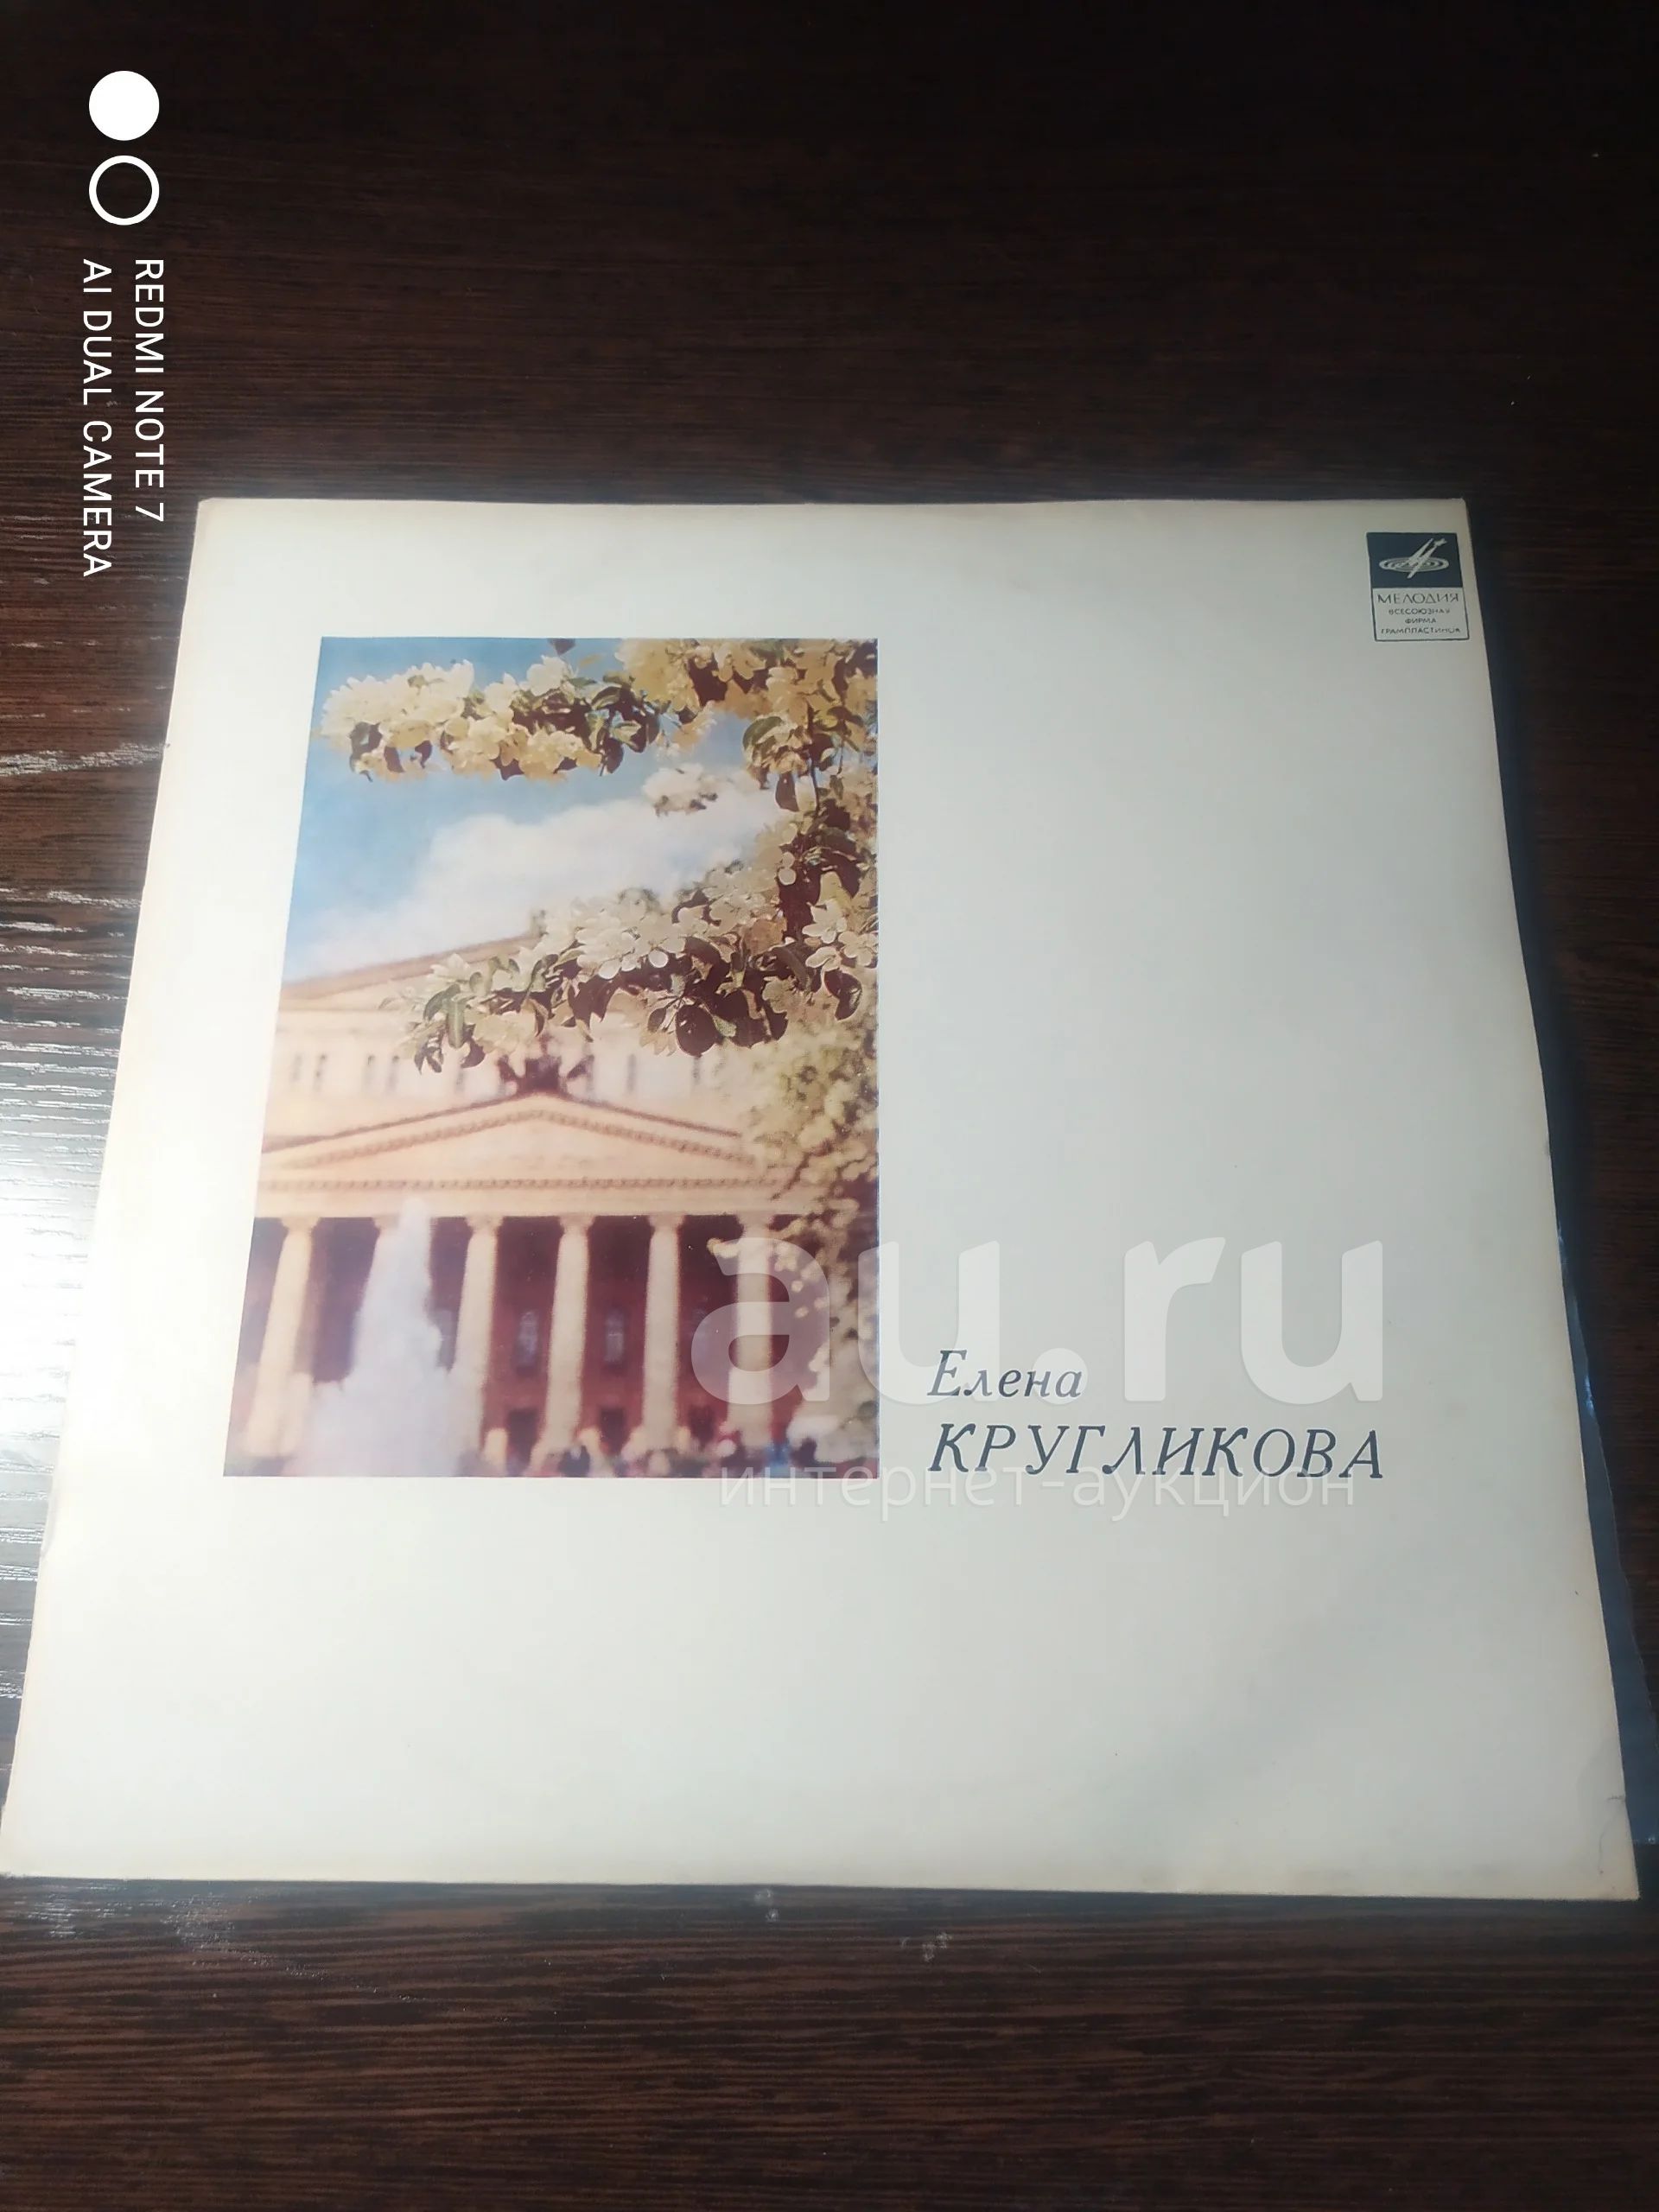 REDMI NOTE 7
AI DUAL CAMERA
МЕЛОДИЯ
ВСЕСОЮЗНАЯ
ФИРМА
ГРАМПЛАСТИНОК
au.ru
Елена
КРУГЛИКОВА
интернет-аукцион